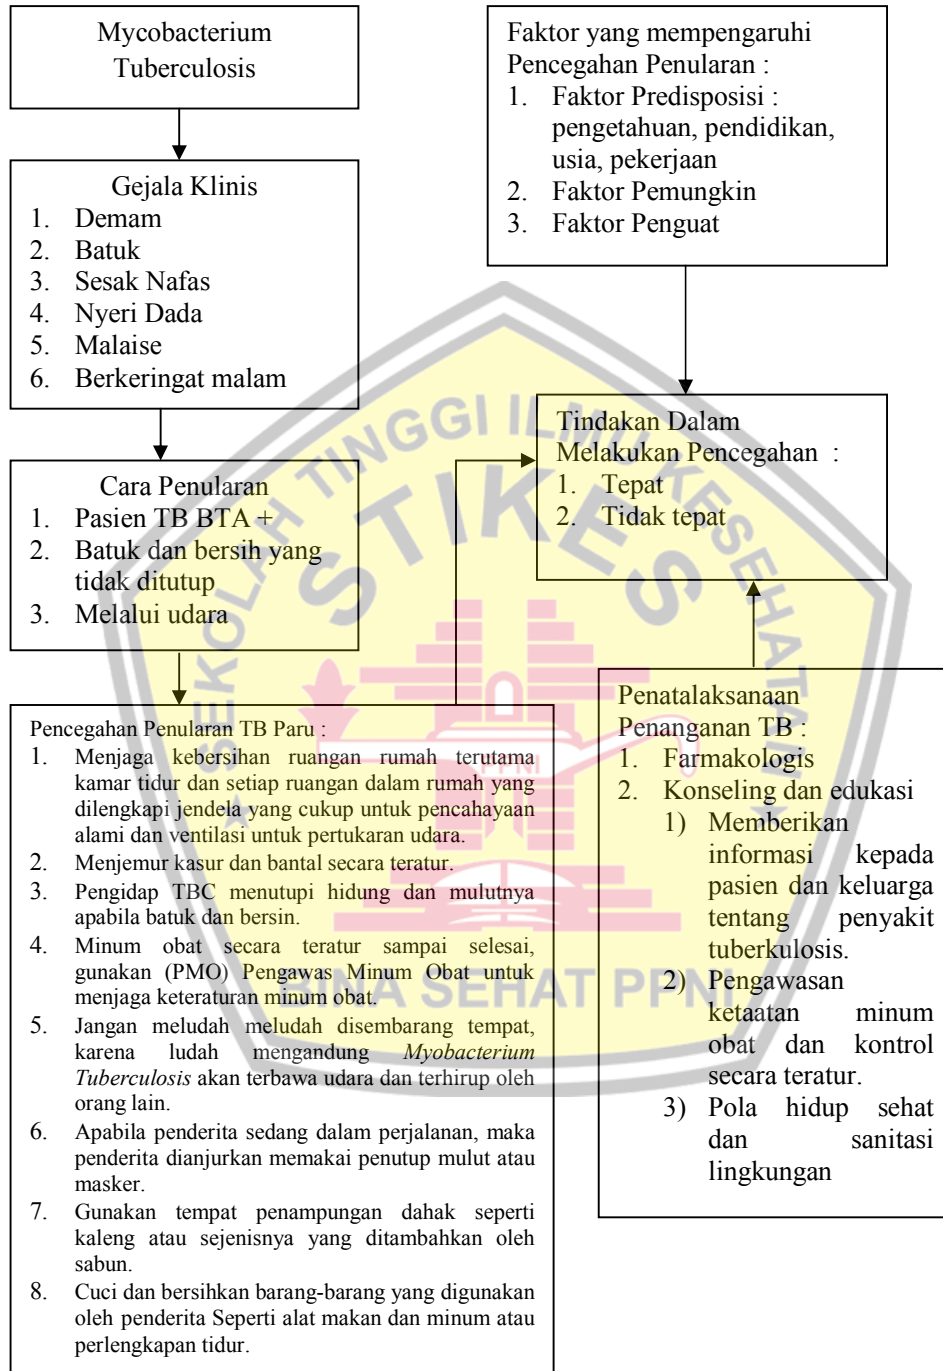 Mycobacterium
Tuberculosis
Gejala Klinis
1. Demam
2. Batuk
3. Sesak Nafas
4. Nyeri Dada
5. Malaise
6. Berkeringat malam
Cara Penularan
1. Pasien TB BTA +
2. Batuk dan bersih yang
tidak ditutup
3. Melalui udara
Pencegahan Penularan TB Paru :
1. Menjaga kebersihan ruangan rumah terutama
kamar tidur dan setiap ruangan dalam rumah yang
dilengkapi jendela yang cukup untuk pencahayaan
alami dan ventilasi untuk pertukaran udara.
2. Menjemur kasur dan bantal secara teratur.
3. Pengidap TBC menutupi hidung dan mulutnya
apabila batuk dan bersin.
4. Minum obat secara teratur sampai selesai,
gunakan (PMO) Pengawas Minum Obat untuk
menjaga keteraturan minum obat.
5. Jangan meludah meludah disembarang tempat,
karena ludah mengandung Myobacterium
Tuberculosis akan terbawa udara dan terhirup oleh
orang lain.
6. Apabila penderita sedang dalam perjalanan, maka
penderita dianjurkan memakai penutup mulut atau
masker.
7. Gunakan tempat penampungan dahak seperti
kaleng atau sejenisnya yang ditambahkan oleh
sabun.
8. Cuci dan bersihkan barang-barang yang digunakan
oleh penderita Seperti alat makan dan minum atau
perlengkapan tidur.
Faktor yang mempengaruhi
Pencegahan Penularan :
1. Faktor Predisposisi :
pengetahuan, pendidikan,
usia, pekerjaan
2. Faktor Pemungkin
3. Faktor Penguat
Tindakan Dalam
Melakukan Pencegahan :
1. Tepat
2. Tidak tepat
Penatalaksanaan
Penanganan TB :
1. Farmakologis
2. Konseling dan edukasi
1) Memberikan
informasi kepada
pasien dan keluarga
tentang penyakit
tuberkulosis.
2) Pengawasan
ketaatan minum
obat dan kontrol
secara teratur.
3) Pola hidup sehat
dan sanitasi
lingkungan
SEKOLAH TINGGI ILMU KESEHATAN
STIKES
PPNI
BINA SEHAT PPNI